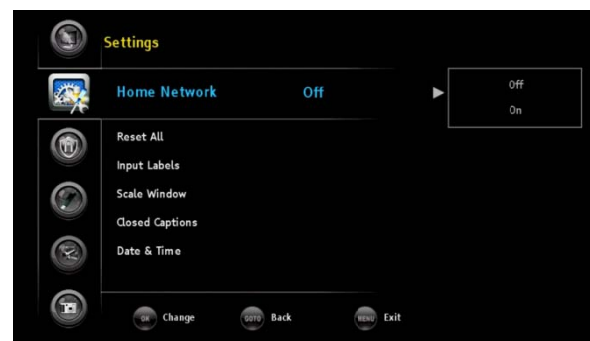 Settings
Home Network Off
Off
On
Reset All
Input Labels
Scale Window
Closed Captions
Date & Time
OK Change GOTO Back MENU Exit